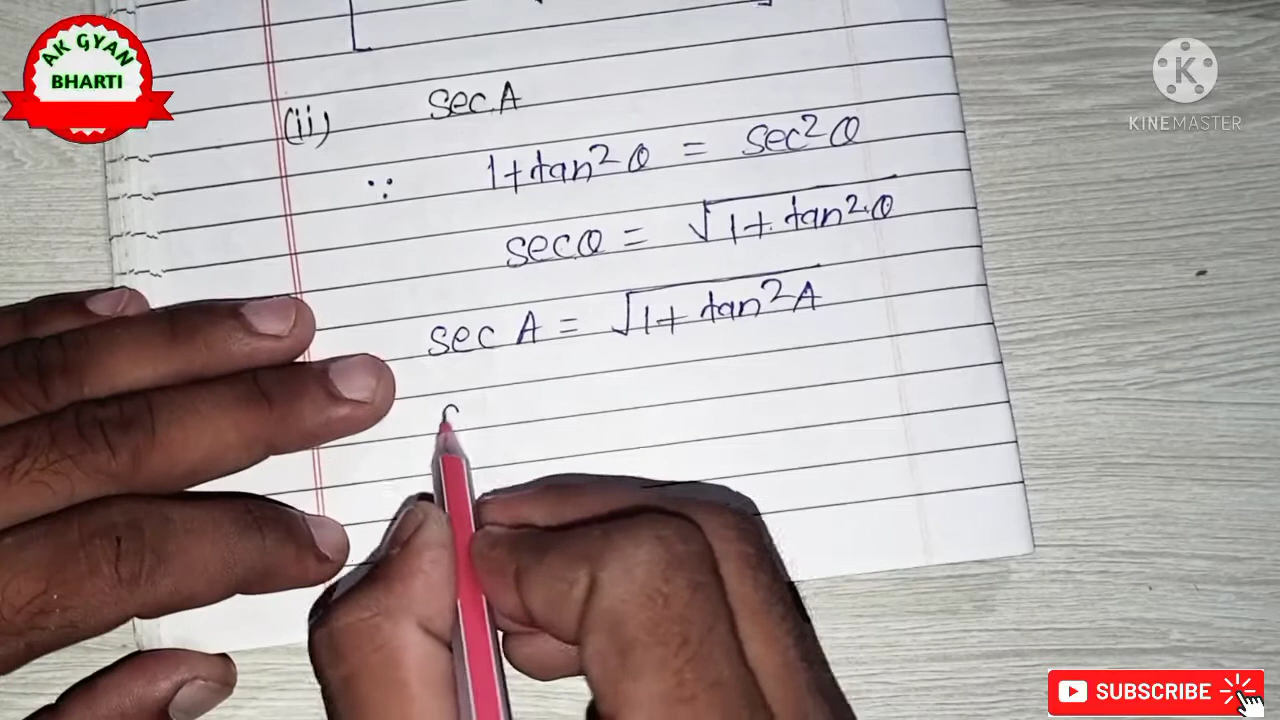 AK GYAN
BHARTI
K
KINEMASTER
(ii) sec A
∵ 1+tan²θ = sec²θ
secθ = √1+tan²θ
sec A = √1+tan²A
SUBSCRIBE